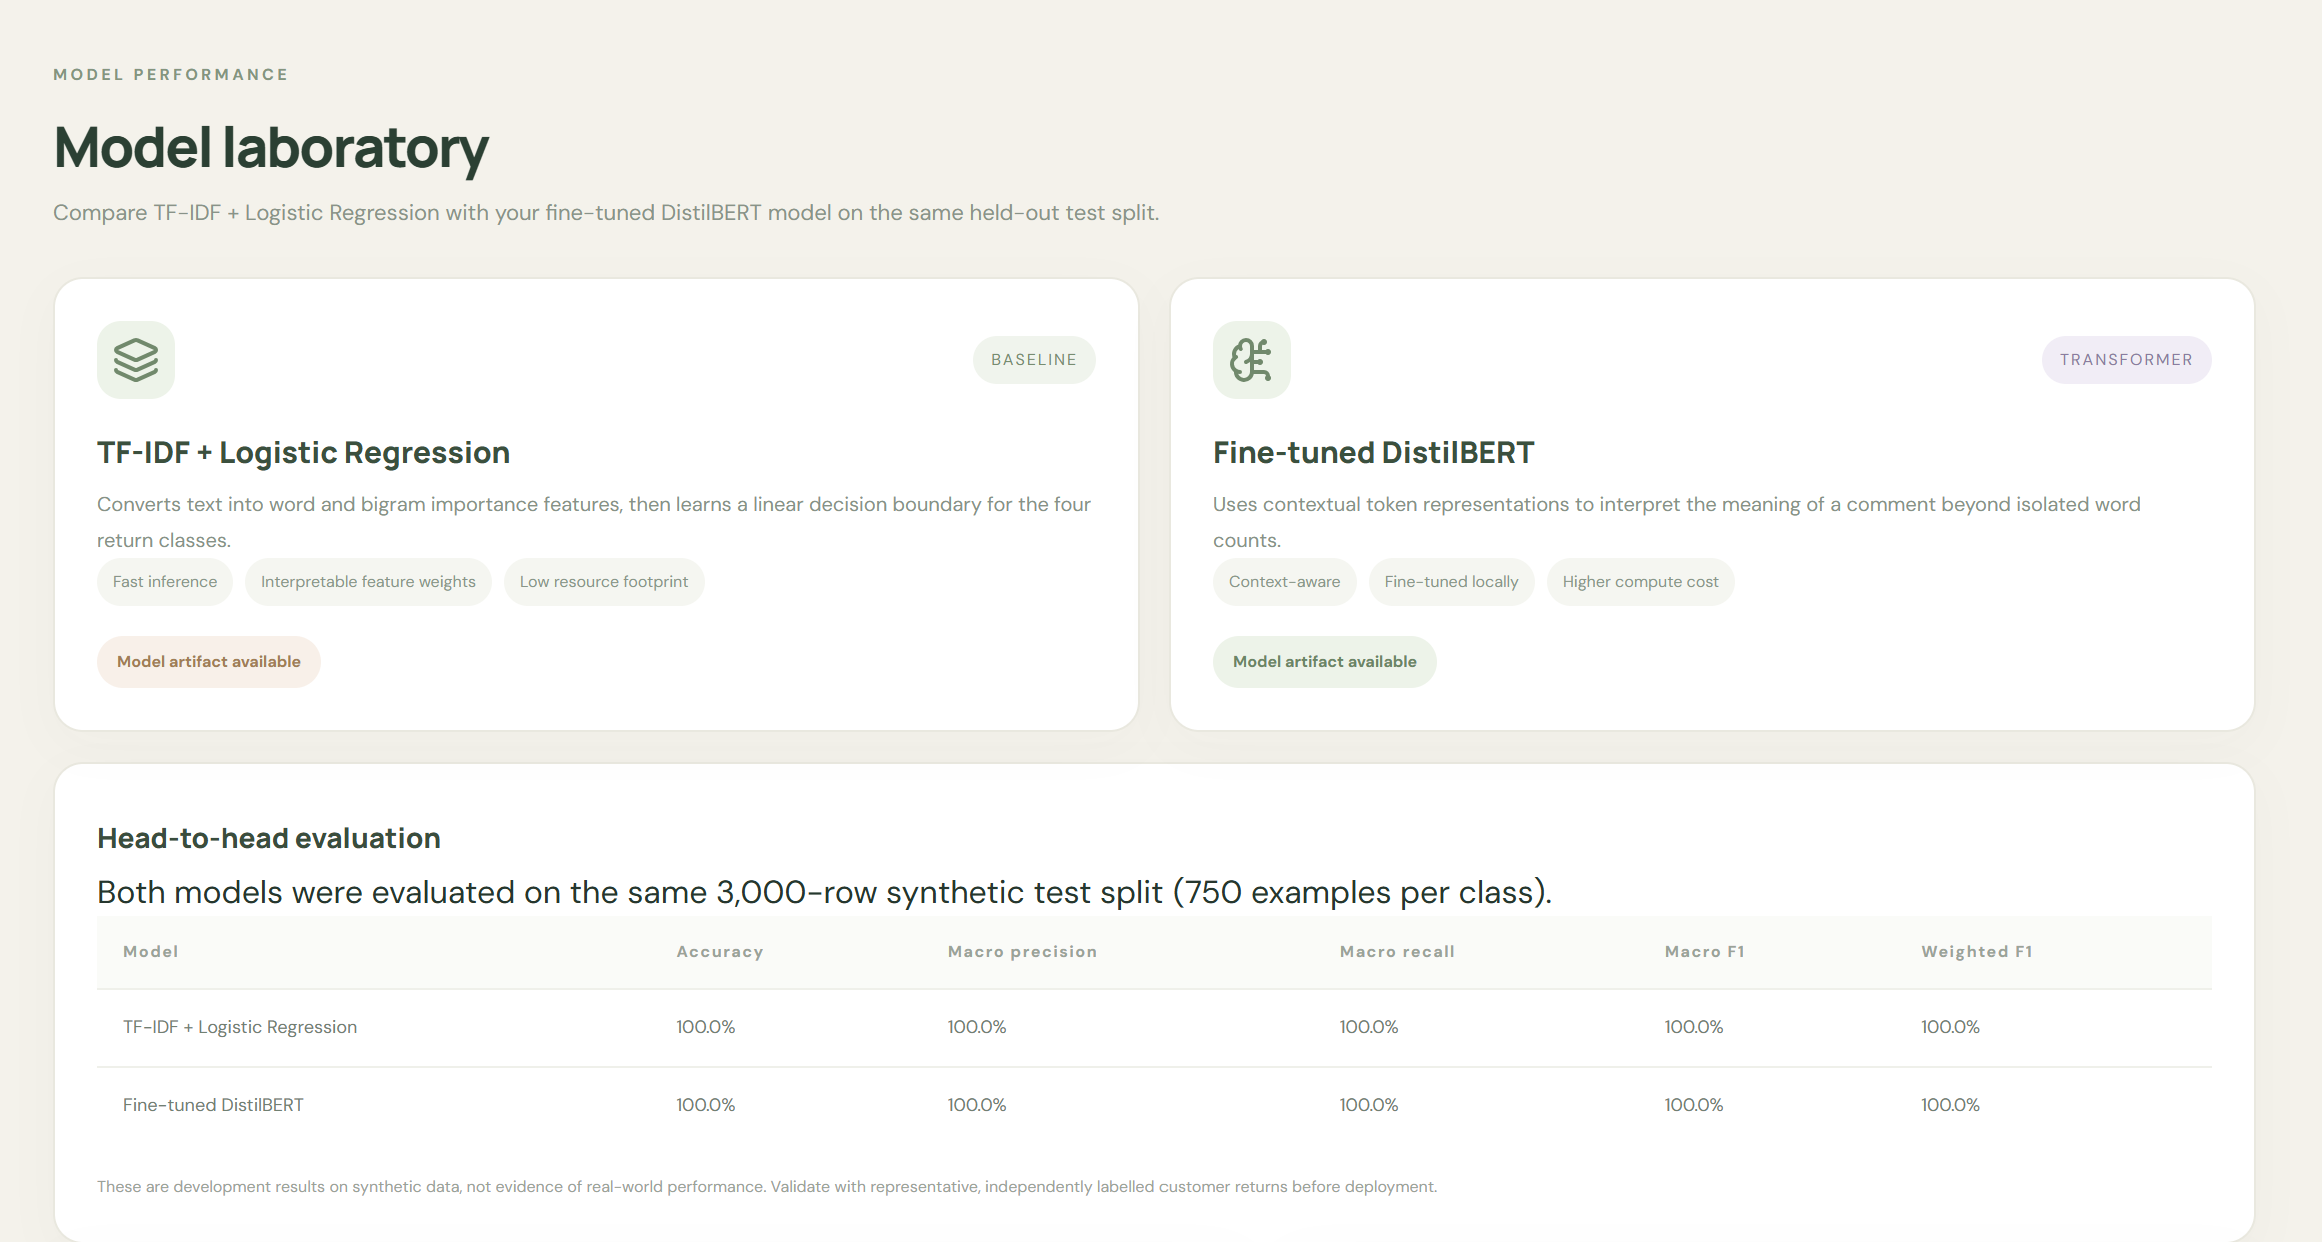 MODEL PERFORMANCE
Model laboratory
Compare TF-IDF + Logistic Regression with your fine-tuned DistilBERT model on the same held-out test split.
BASELINE
TF-IDF + Logistic Regression
Converts text into word and bigram importance features, then learns a linear decision boundary for the four
return classes.
Fast inference Interpretable feature weights Low resource footprint
Model artifact available
TRANSFORMER
Fine-tuned DistilBERT
Uses contextual token representations to interpret the meaning of a comment beyond isolated word
counts.
Context-aware Fine-tuned locally Higher compute cost
Model artifact available
Head-to-head evaluation
Both models were evaluated on the same 3,000-row synthetic test split (750 examples per class).
Model Accuracy Macro precision Macro recall Macro F1 Weighted F1
TF-IDF + Logistic Regression 100.0% 100.0% 100.0% 100.0% 100.0%
Fine-tuned DistilBERT 100.0% 100.0% 100.0% 100.0% 100.0%
These are development results on synthetic data, not evidence of real-world performance. Validate with representative, independently labelled customer returns before deployment.